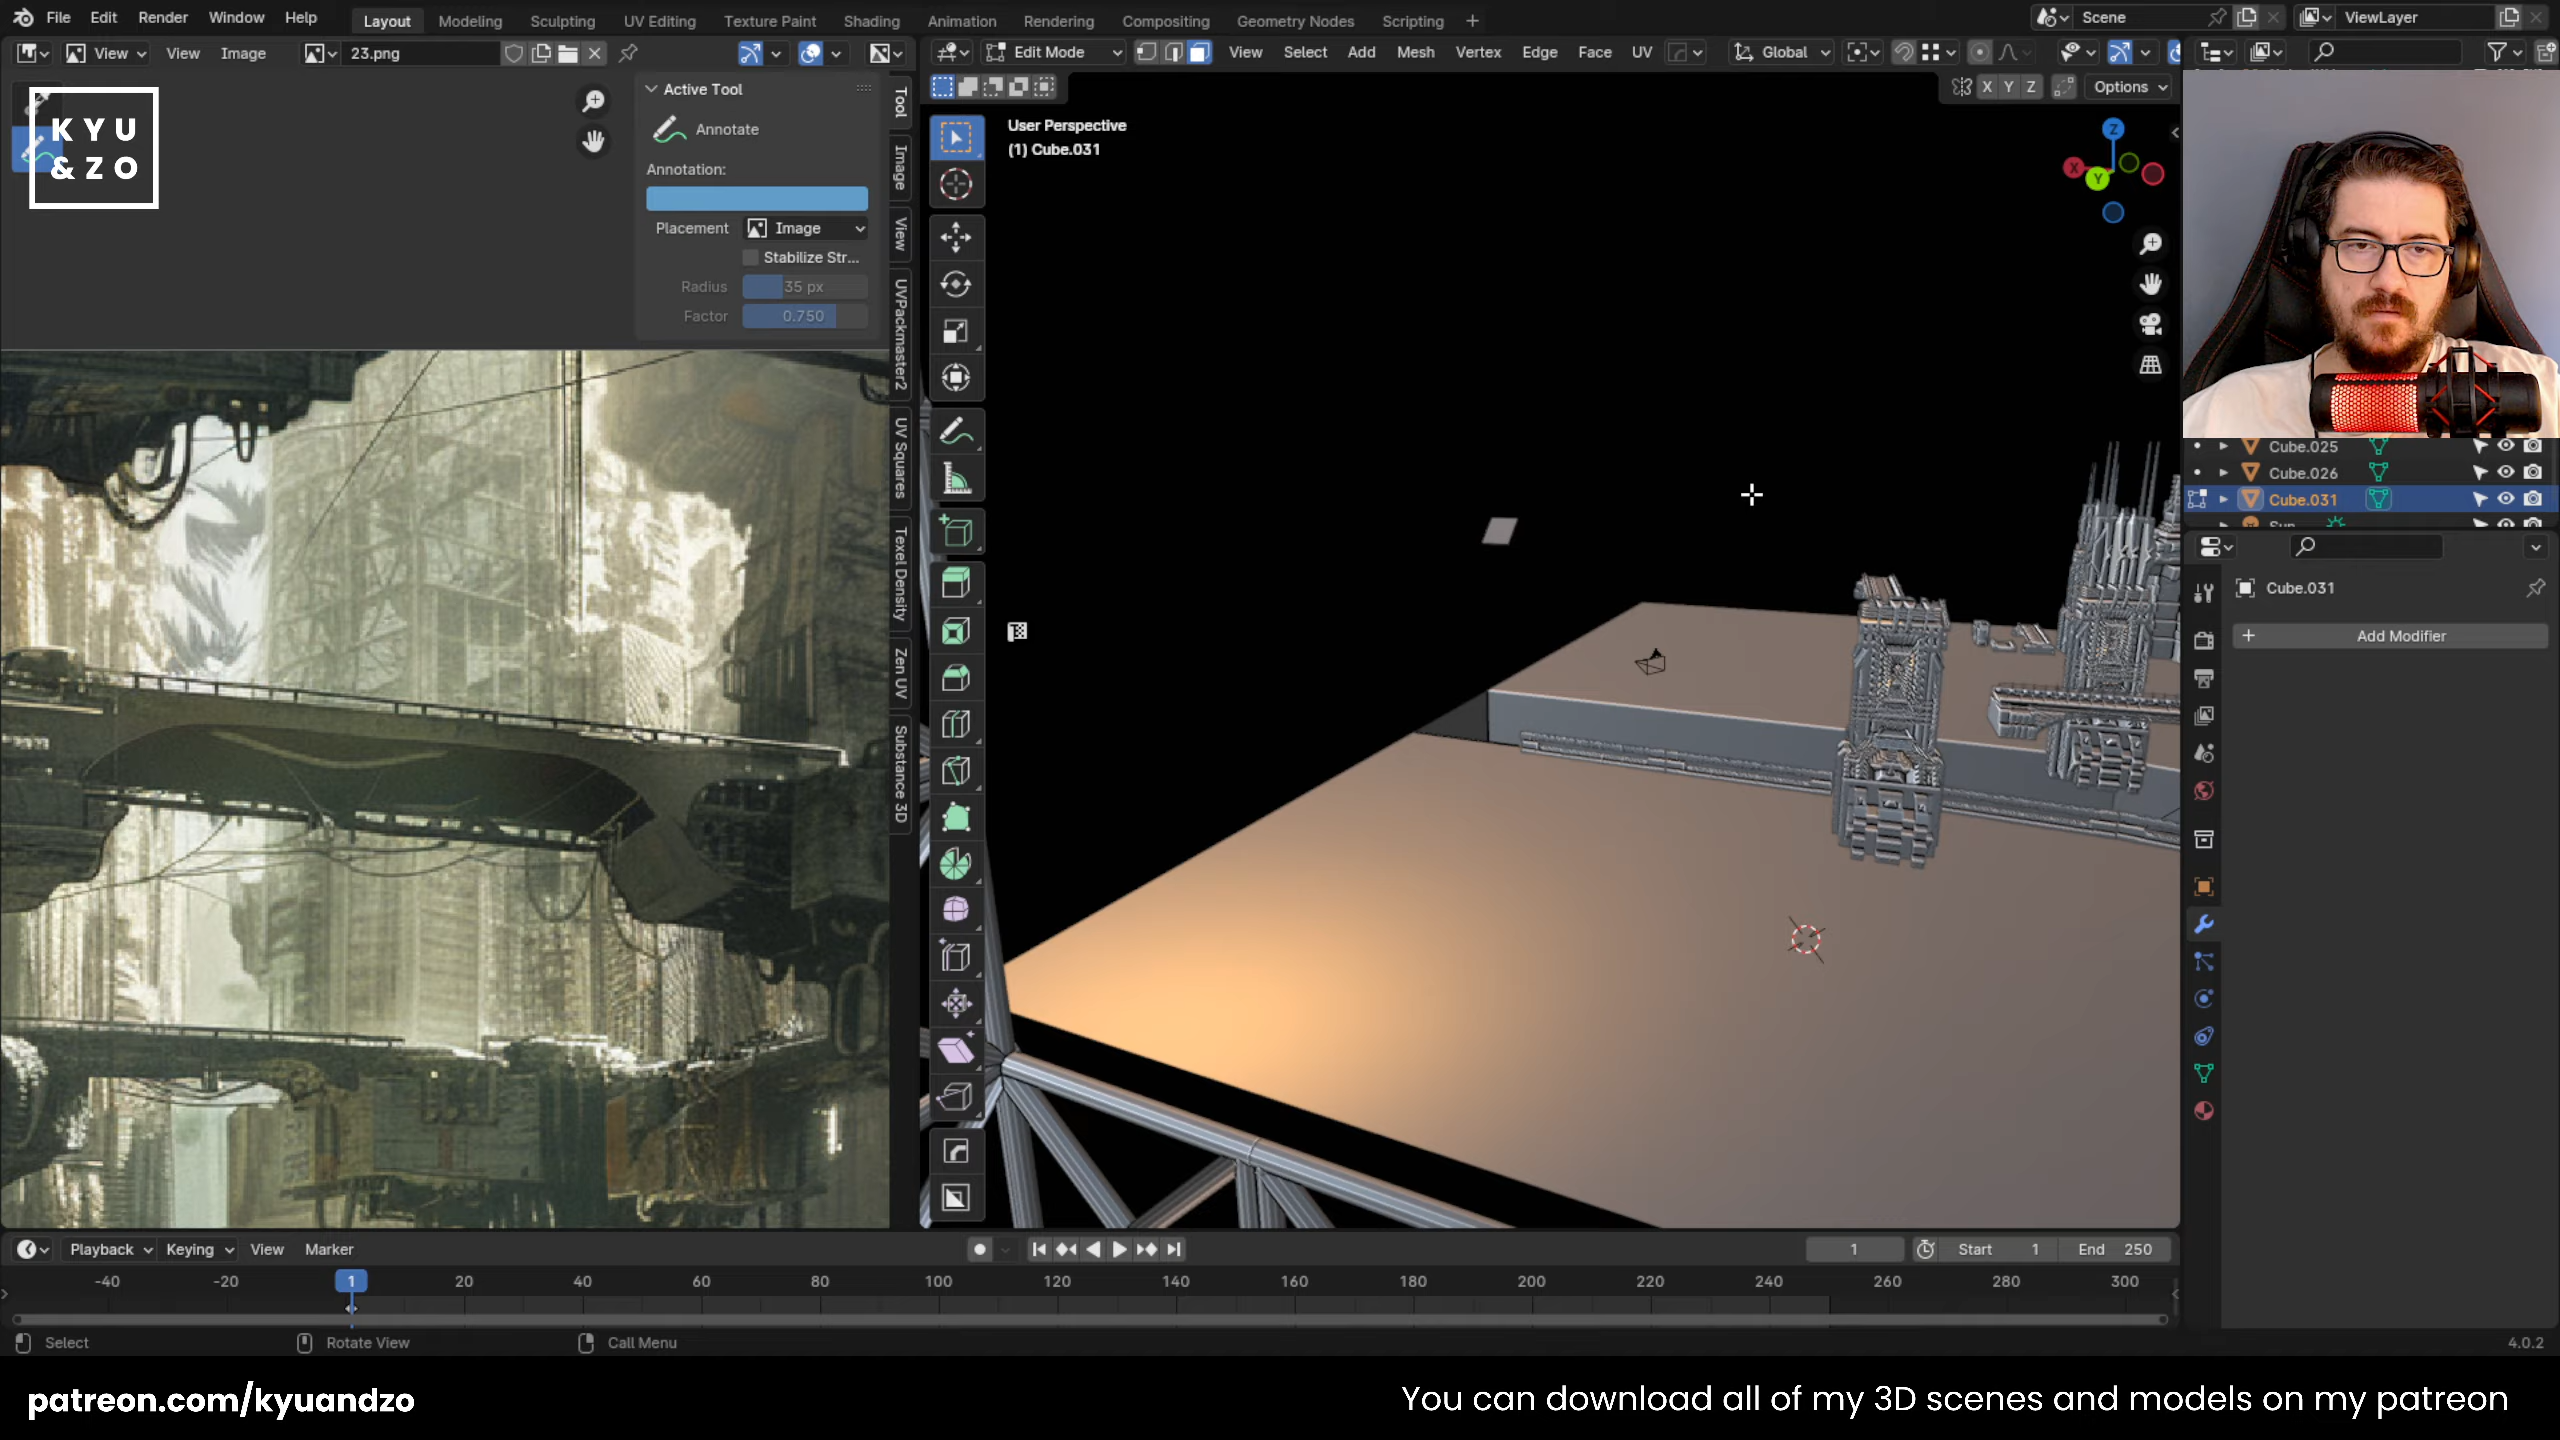 File Edit Render Window Help Layout Modeling Sculpting UV Editing Texture Paint Shading Animation Rendering Compositing Geometry Nodes Scripting + Scene ViewLayer
View View Image 23.png Edit Mode View Select Add Mesh Vertex Edge Face UV Global
X Y Z Options
KYU
&ZO
Active Tool
Annotate
Annotation:
Placement Image
Stabilize Str...
Radius 35 px
Factor 0.750
Tool
Image
View
UVPackmaster2
UV Squares
Texel Density
Zen UV
Substance 3D
User Perspective
(1) Cube.031
Z
X
Y
Cube.025
Cube.026
Cube.031
Sun
Cube.031
Add Modifier
Playback Keying View Marker 1 Start 1 End 250
-40 -20 1 20 40 60 80 100 120 140 160 180 200 220 240 260 280 300
Select Rotate View Call Menu 4.0.2
patreon.com/kyuandzo
You can download all of my 3D scenes and models on my patreon